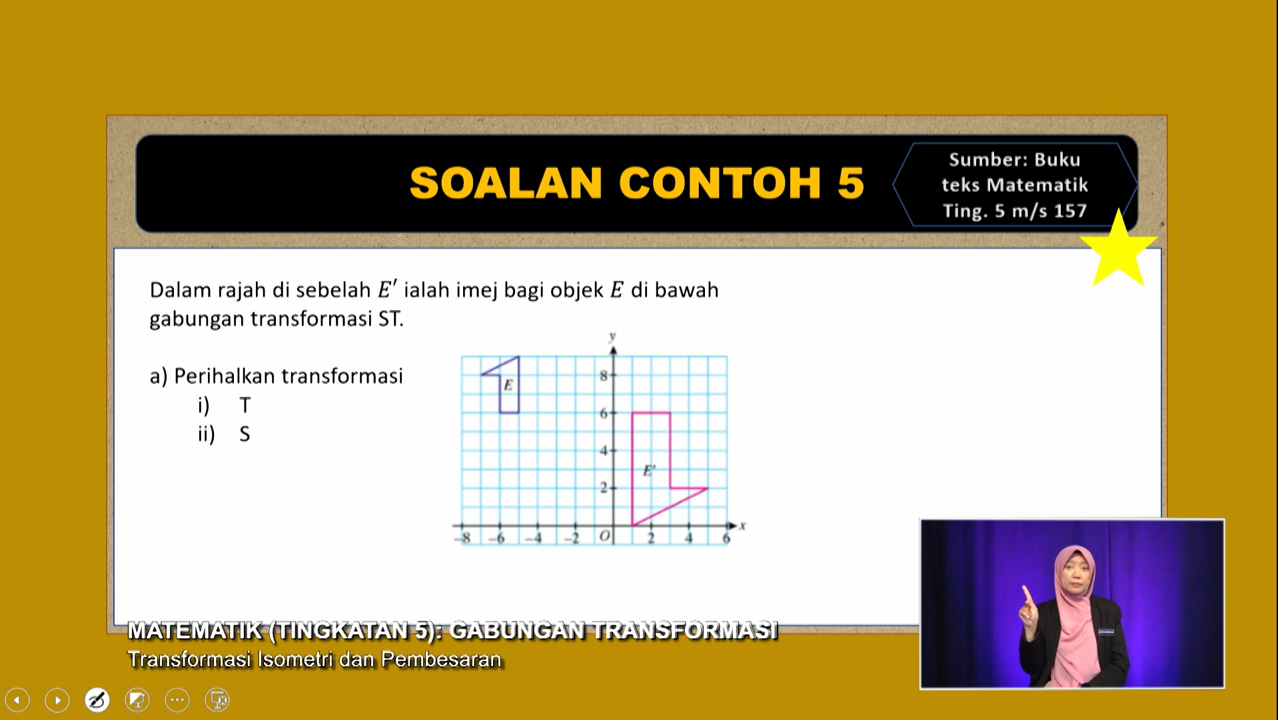 SOALAN CONTOH 5
Sumber: Buku
teks Matematik
Ting. 5 m/s 157
Dalam rajah di sebelah E′ ialah imej bagi objek E di bawah
gabungan transformasi ST.
a) Perihalkan transformasi
i) T
ii) S
y
8
6
4
2
E
E′
-8 -6 -4 -2 O 2 4 6 x
MATEMATIK (TINGKATAN 5): GABUNGAN TRANSFORMASI
Transformasi Isometri dan Pembesaran